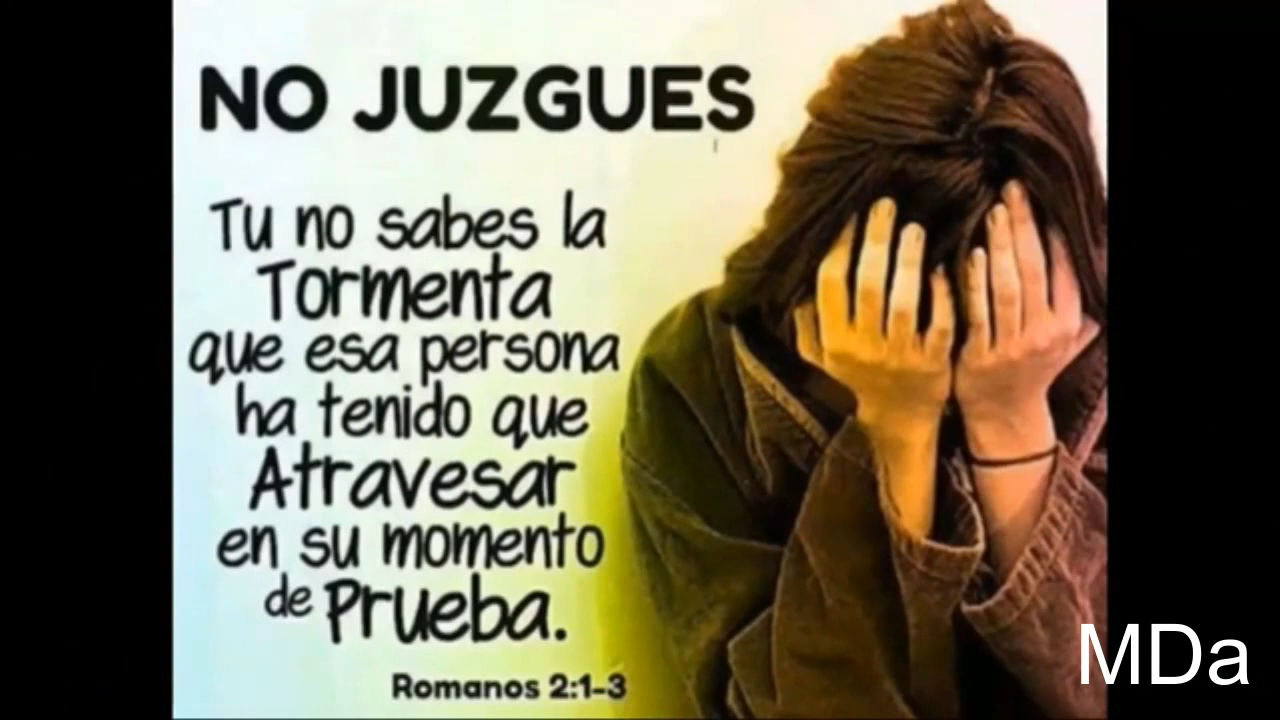 NO JUZGUES
Tu no sabes la
Tormenta
que esa persona
ha tenido que
Atravesar
en su momento
de Prueba.
Romanos 2:1-3
MDa